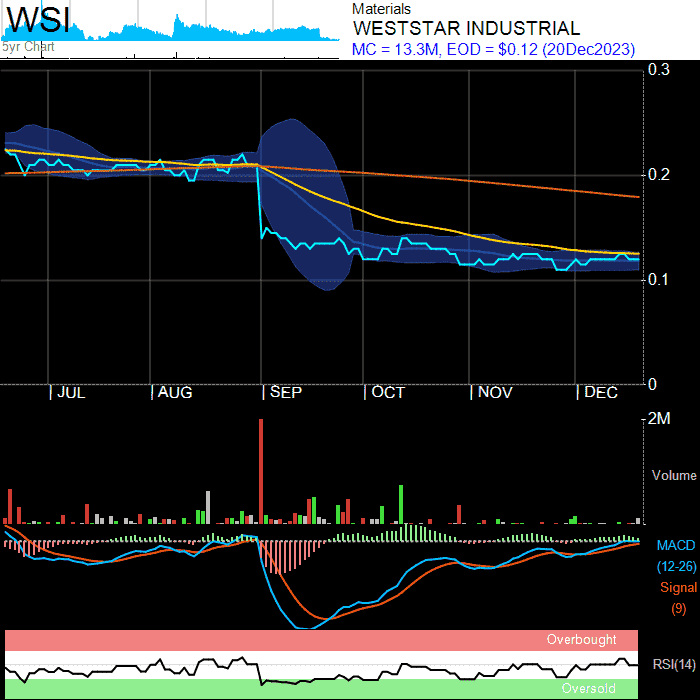 WSI
5yr Chart
Materials
WESTSTAR INDUSTRIAL
MC = 13.3M, EOD = $0.12 (20Dec2023)
0.3
0.2
0.1
0
| JUL | AUG | SEP | OCT | NOV | DEC
2M
Volume
MACD
(12-26)
Signal
(9)
Overbought
RSI(14)
Oversold